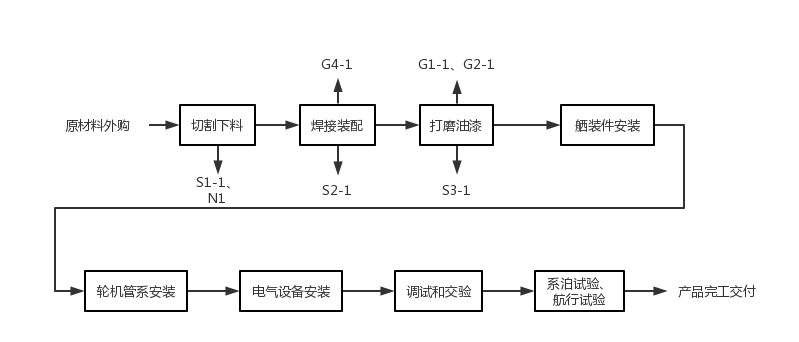 G4-1
G1-1、G2-1
原材料外购
切割下料
焊接装配
打磨油漆
舾装件安装
S1-1、
N1
S2-1
S3-1
轮机管系安装
电气设备安装
调试和交验
系泊试验、
航行试验
产品完工交付